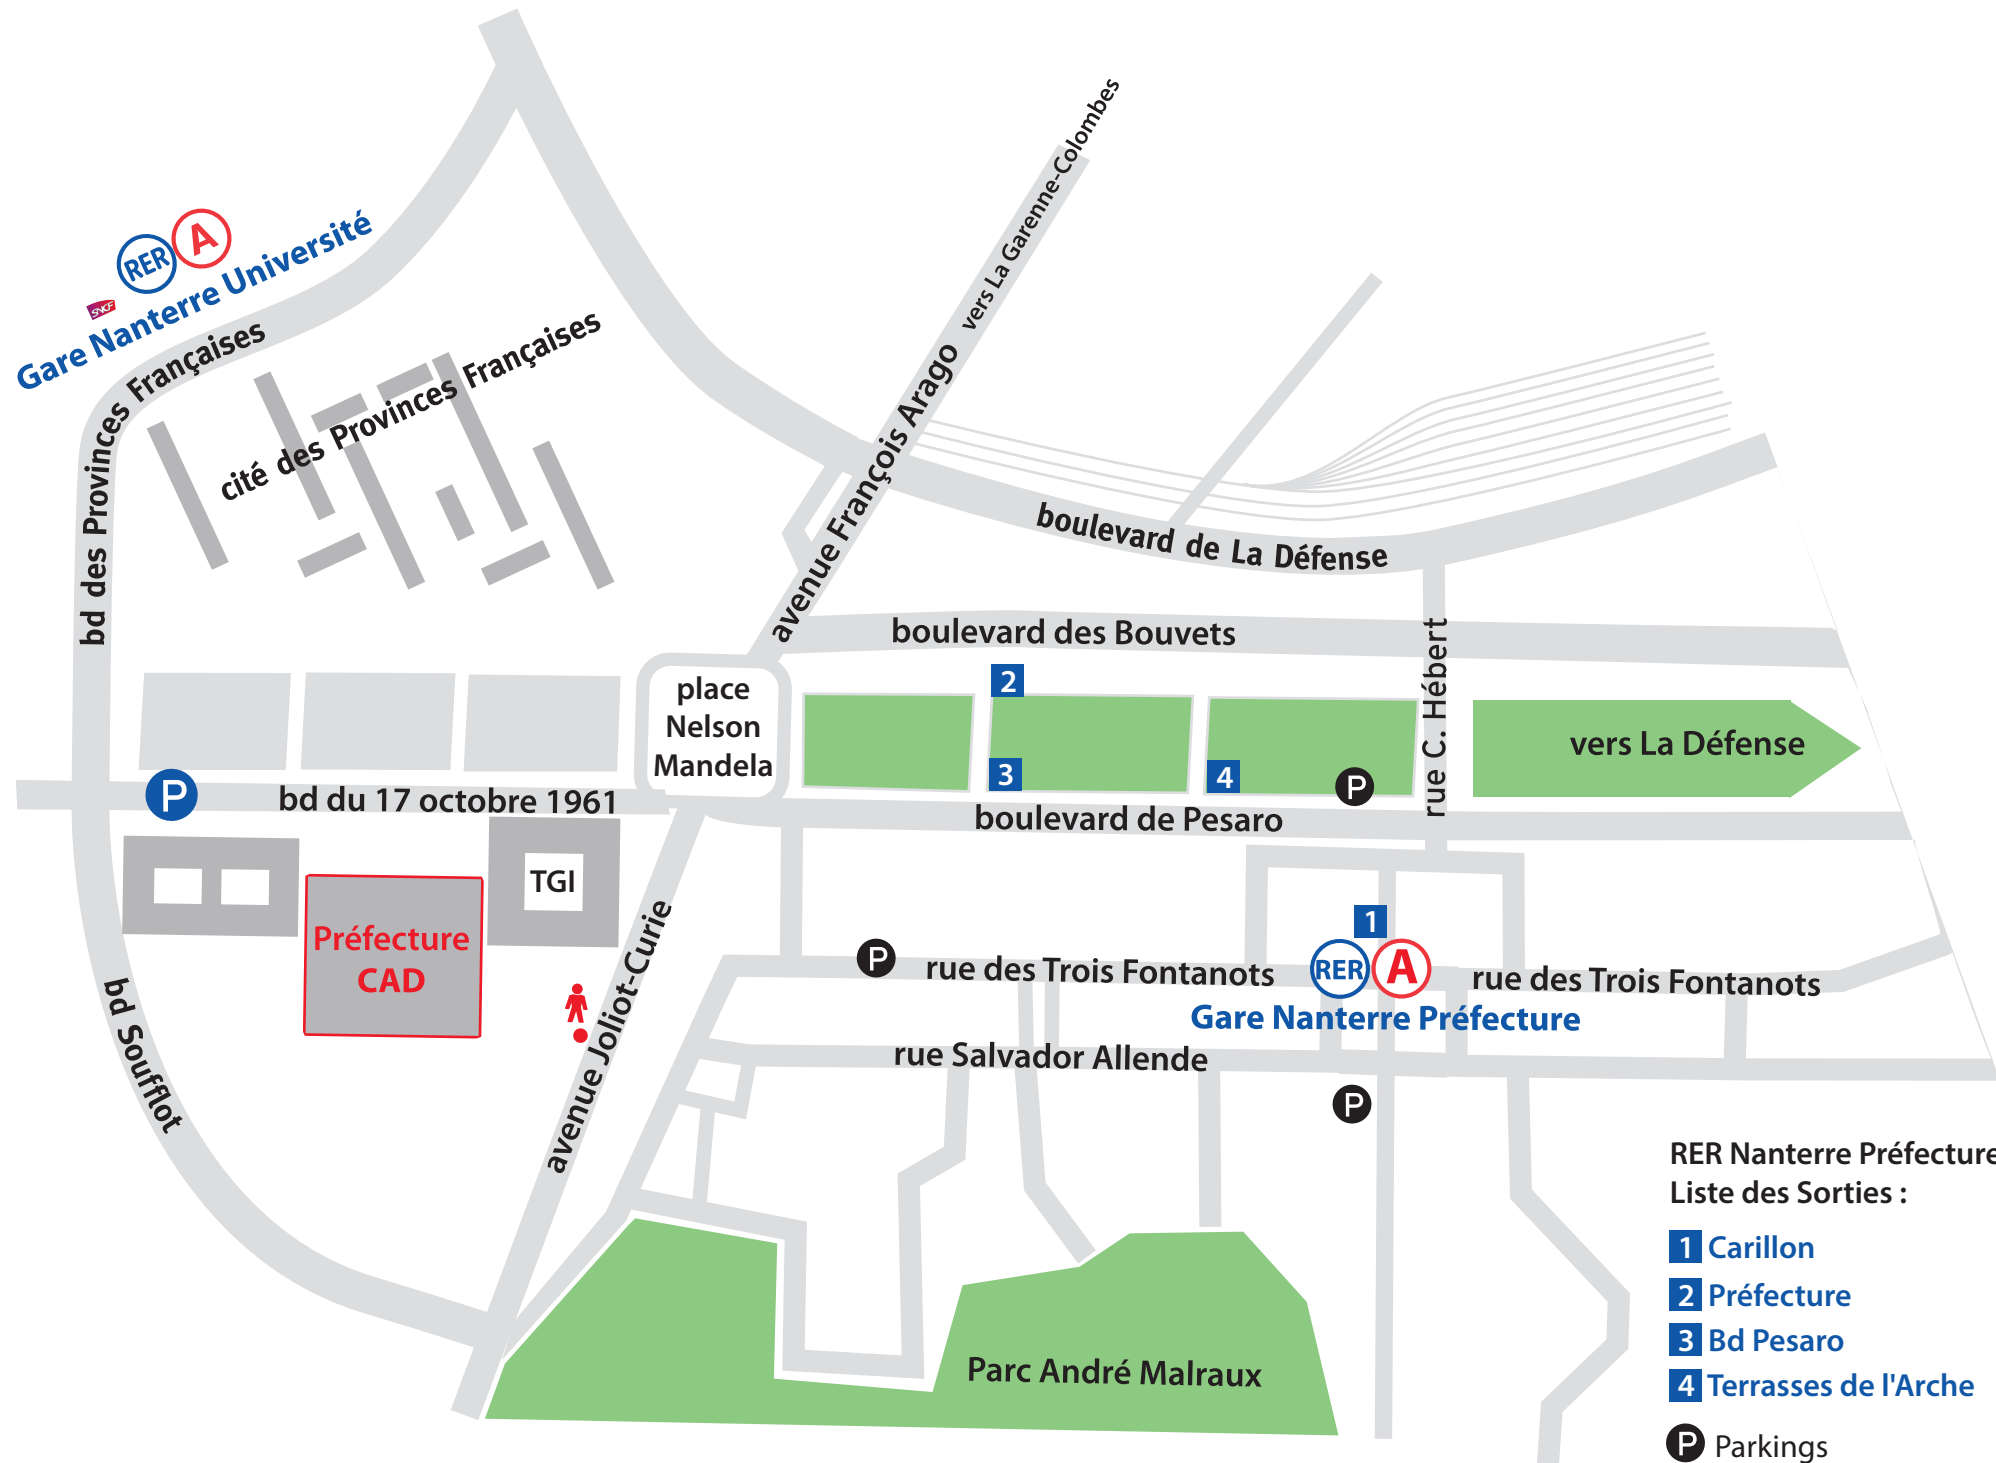 RER
A
SNCF
Gare Nanterre Université
bd des Provinces Françaises
cité des Provinces Françaises
avenue François Arago vers La Garenne-Colombes
boulevard de La Défense
boulevard des Bouvets
rue C. Hébert
place
Nelson
Mandela
2
3
4
P
vers La Défense
P
bd du 17 octobre 1961
boulevard de Pesaro
TGI
Préfecture
CAD
bd Soufflot
avenue Joliot-Curie
1
P
rue des Trois Fontanots
RER
A
rue des Trois Fontanots
Gare Nanterre Préfecture
rue Salvador Allende
P
Parc André Malraux
RER Nanterre Préfecture
Liste des Sorties :
1 Carillon
2 Préfecture
3 Bd Pesaro
4 Terrasses de l'Arche
P Parkings